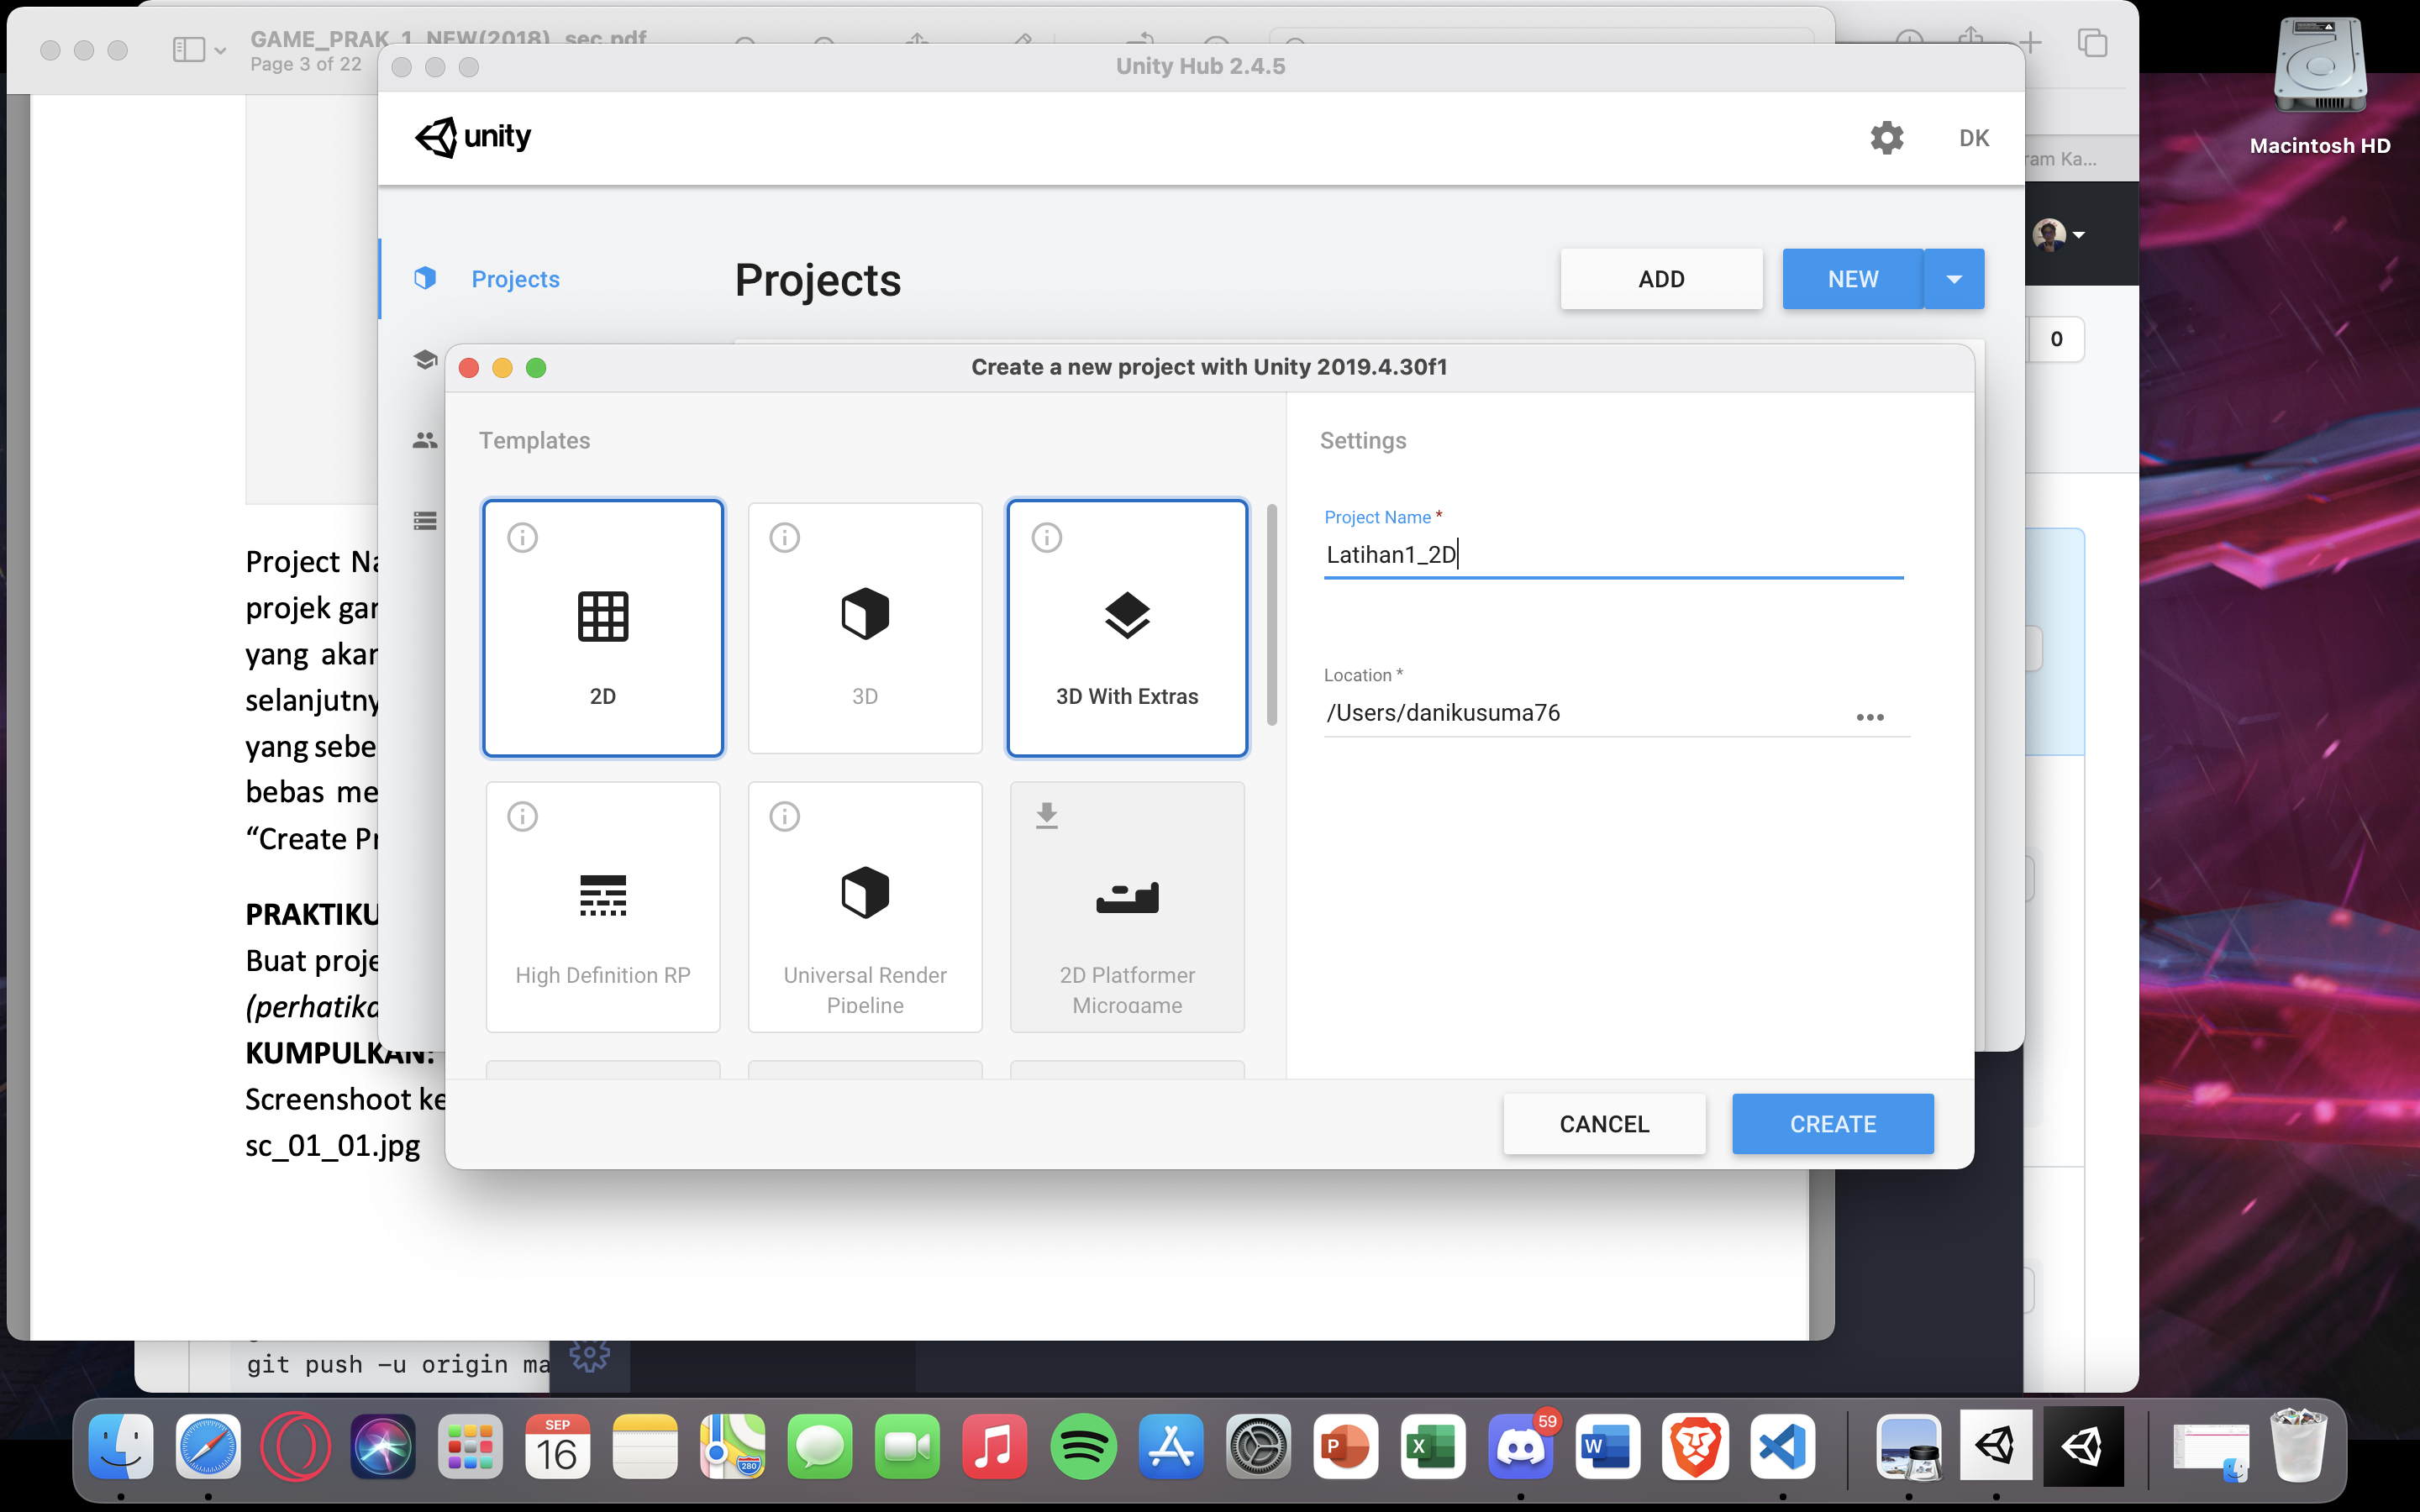 GAME_PRAK_1_NEW(2018)_sec.pdf
Page 3 of 22
Unity Hub 2.4.5
Macintosh HD
unity
DK
ram Ka...
Projects
Projects
ADD
NEW
0
Create a new project with Unity 2019.4.30f1
Templates
Settings
2D
3D
3D With Extras
High Definition RP
Universal Render
Pipeline
2D Platformer
Microgame
Project Name *
Latihan1_2D
Location *
/Users/danikusuma76
•••
CANCEL
CREATE
Project Na
projek gar
yang akan
selanjutny
yang sebe
bebas me
“Create Pr
PRAKTIKU
Buat proje
(perhatika
KUMPULKAN:
Screenshoot ke
sc_01_01.jpg
git push -u origin ma
SEP
16
280
P
X
59
W